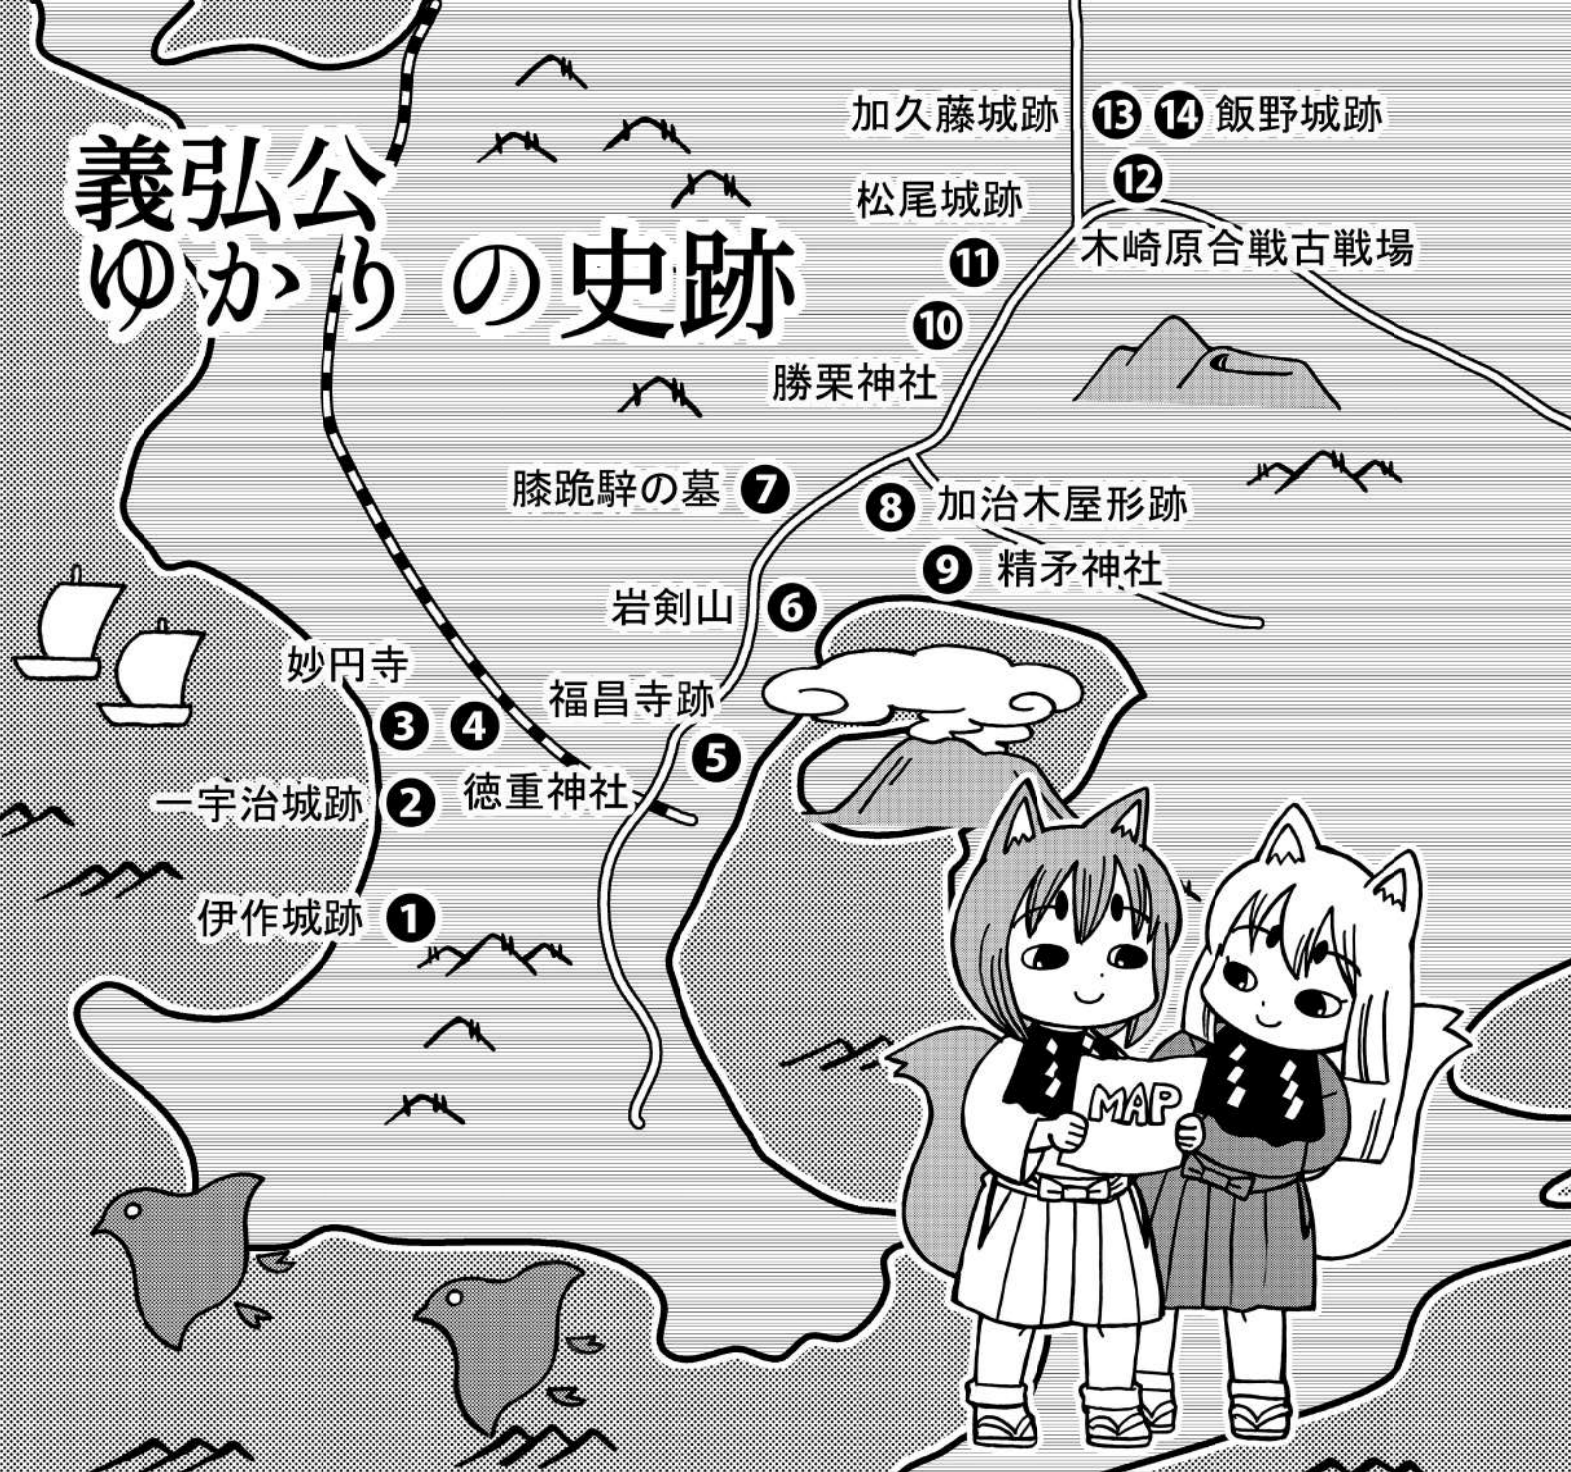 義弘公
ゆかりの史跡
加久藤城跡 13 14 飯野城跡
12
木崎原合戦古戦場
松尾城跡
11
10
勝栗神社
膝跪騂の墓 7
8 加治木屋形跡
9 精矛神社
岩剣山 6
妙円寺
3 4
福昌寺跡
5
徳重神社
一宇治城跡 2
伊作城跡 1
MAP